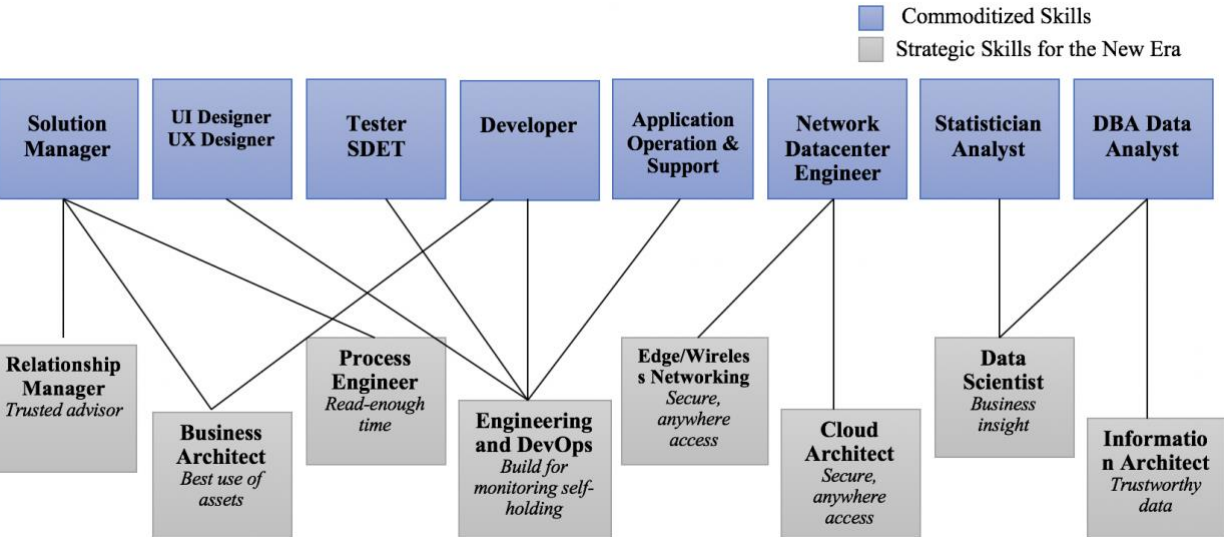 Commoditized Skills
Strategic Skills for the New Era
Solution
Manager
UI Designer
UX Designer
Tester
SDET
Developer
Application
Operation &
Support
Network
Datacenter
Engineer
Statistician
Analyst
DBA Data
Analyst
Relationship
Manager
Trusted advisor
Business
Architect
Best use of
assets
Process
Engineer
Read-enough
time
Engineering
and DevOps
Build for
monitoring self-
holding
Edge/Wireles
s Networking
Secure,
anywhere
access
Cloud
Architect
Secure,
anywhere
access
Data
Scientist
Business
insight
Informatio
n Architect
Trustworthy
data